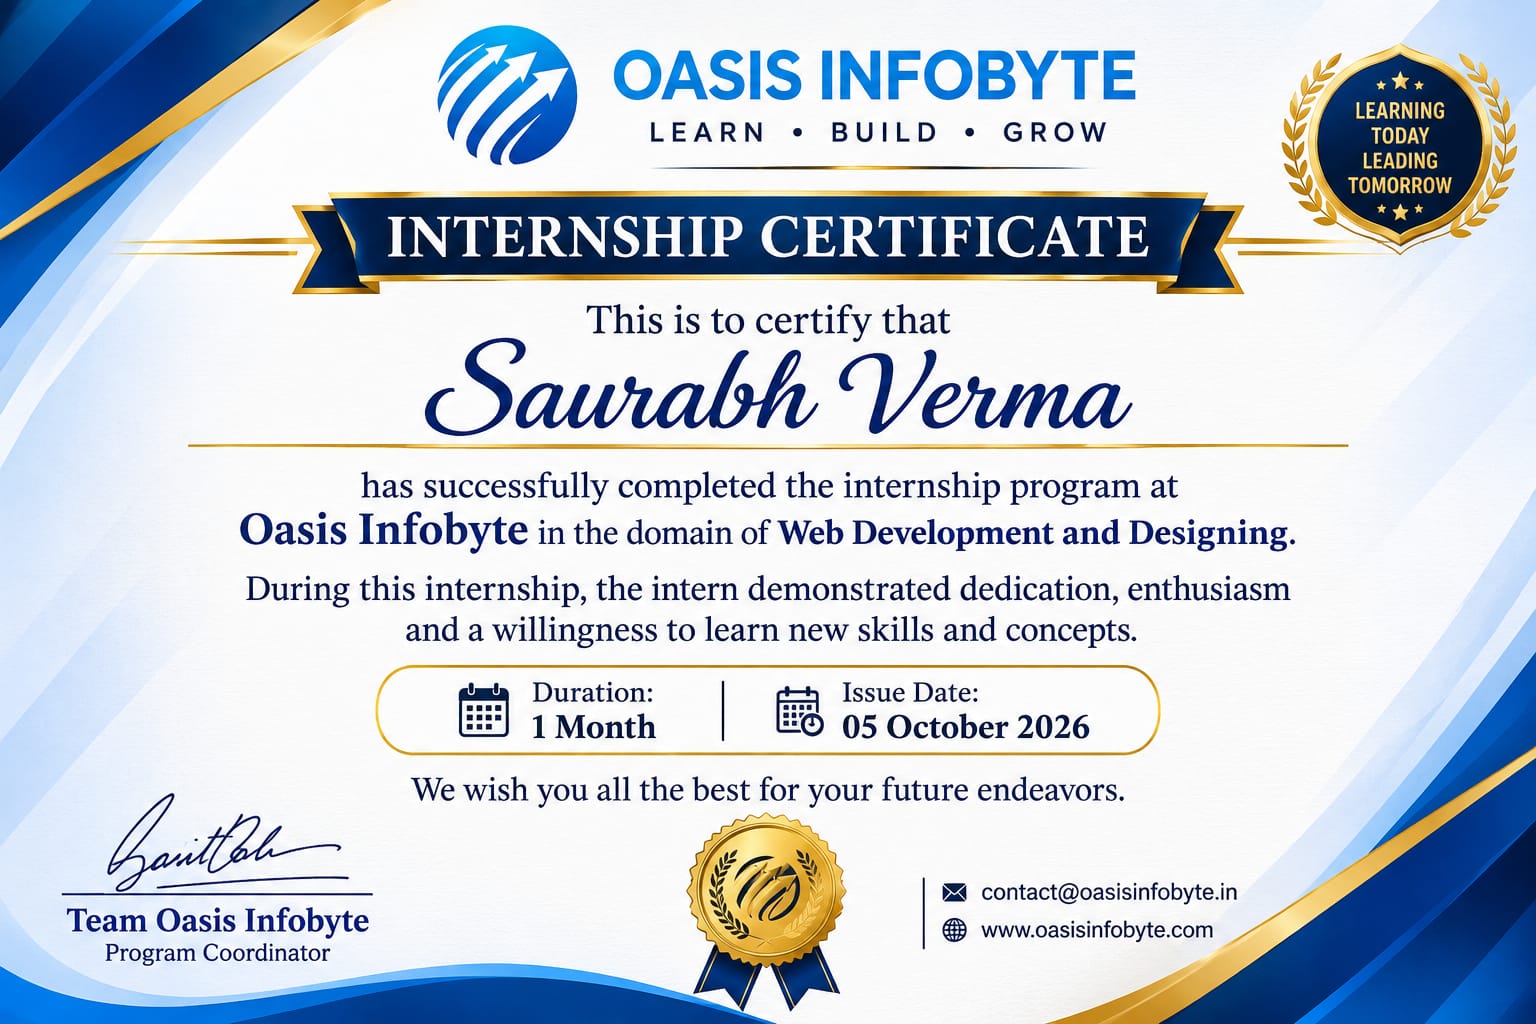 OASIS INFOBYTE
LEARN • BUILD • GROW
LEARNING
TODAY
LEADING
TOMORROW
INTERNSHIP CERTIFICATE
This is to certify that
Saurabh Verma
has successfully completed the internship program at
Oasis Infobyte in the domain of Web Development and Designing.
During this internship, the intern demonstrated dedication, enthusiasm
and a willingness to learn new skills and concepts.
Duration:
1 Month
Issue Date:
05 October 2026
We wish you all the best for your future endeavors.
Team Oasis Infobyte
Program Coordinator
contact@oasisinfobyte.in
www.oasisinfobyte.com